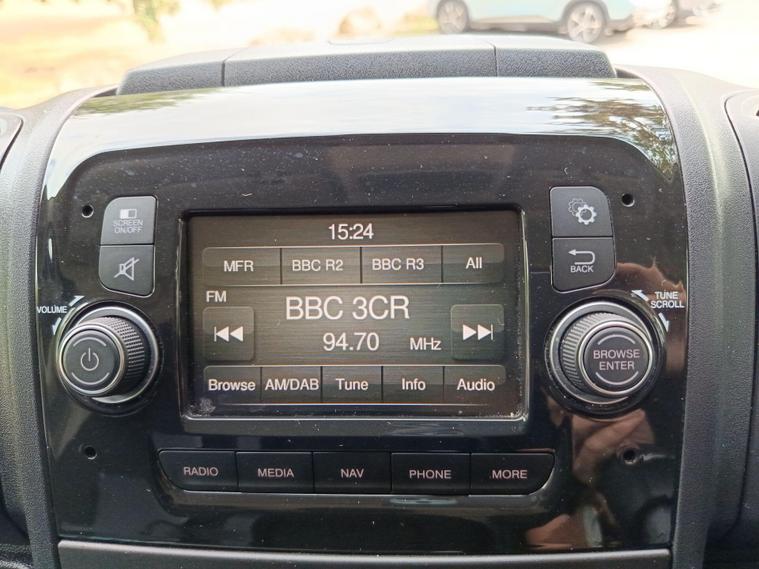 15:24
SCREEN
ON/OFF
MFR BBC R2 BBC R3 All
BACK
FM
BBC 3CR
94.70 MHz
VOLUME
TUNE
SCROLL
BROWSE
ENTER
Browse AM/DAB Tune Info Audio
RADIO MEDIA NAV PHONE MORE